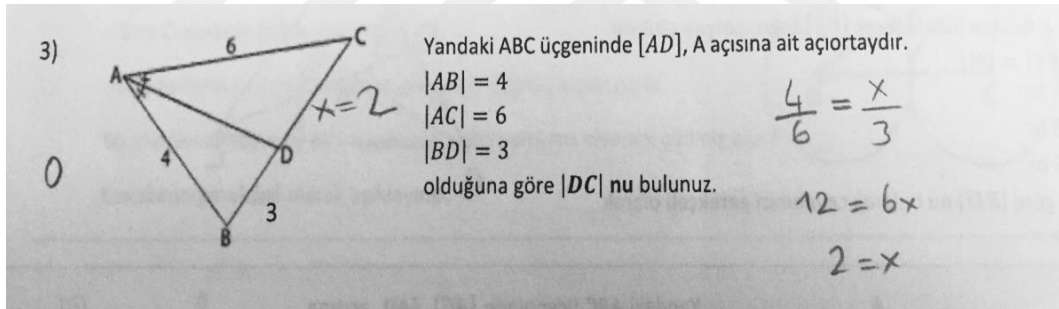 3)
Yandaki ABC üçgeninde [AD], A açısına ait açıortaydır.
|AB| = 4
|AC| = 6
|BD| = 3
olduğuna göre |DC| nu bulunuz.
0
A
6
C
x=2
4
D
3
B
4/6 = x/3
12 = 6x
2 = x